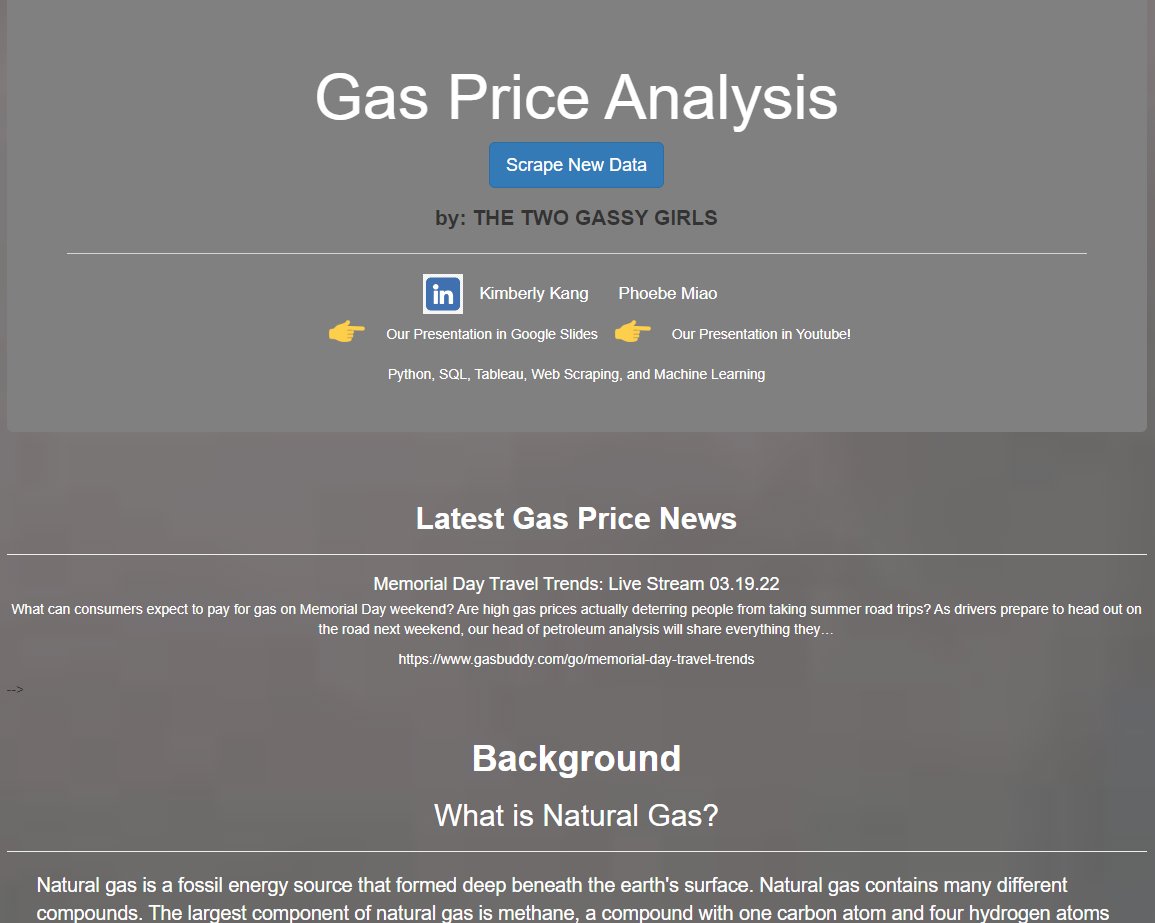 Gas Price Analysis
Scrape New Data
by: THE TWO GASSY GIRLS
in Kimberly Kang Phoebe Miao
Our Presentation in Google Slides Our Presentation in Youtube!
Python, SQL, Tableau, Web Scraping, and Machine Learning
Latest Gas Price News
Memorial Day Travel Trends: Live Stream 03.19.22
What can consumers expect to pay for gas on Memorial Day weekend? Are high gas prices actually deterring people from taking summer road trips? As drivers prepare to head out on
the road next weekend, our head of petroleum analysis will share everything they…
https://www.gasbuddy.com/go/memorial-day-travel-trends
-->
Background
What is Natural Gas?
Natural gas is a fossil energy source that formed deep beneath the earth's surface. Natural gas contains many different
compounds. The largest component of natural gas is methane, a compound with one carbon atom and four hydrogen atoms